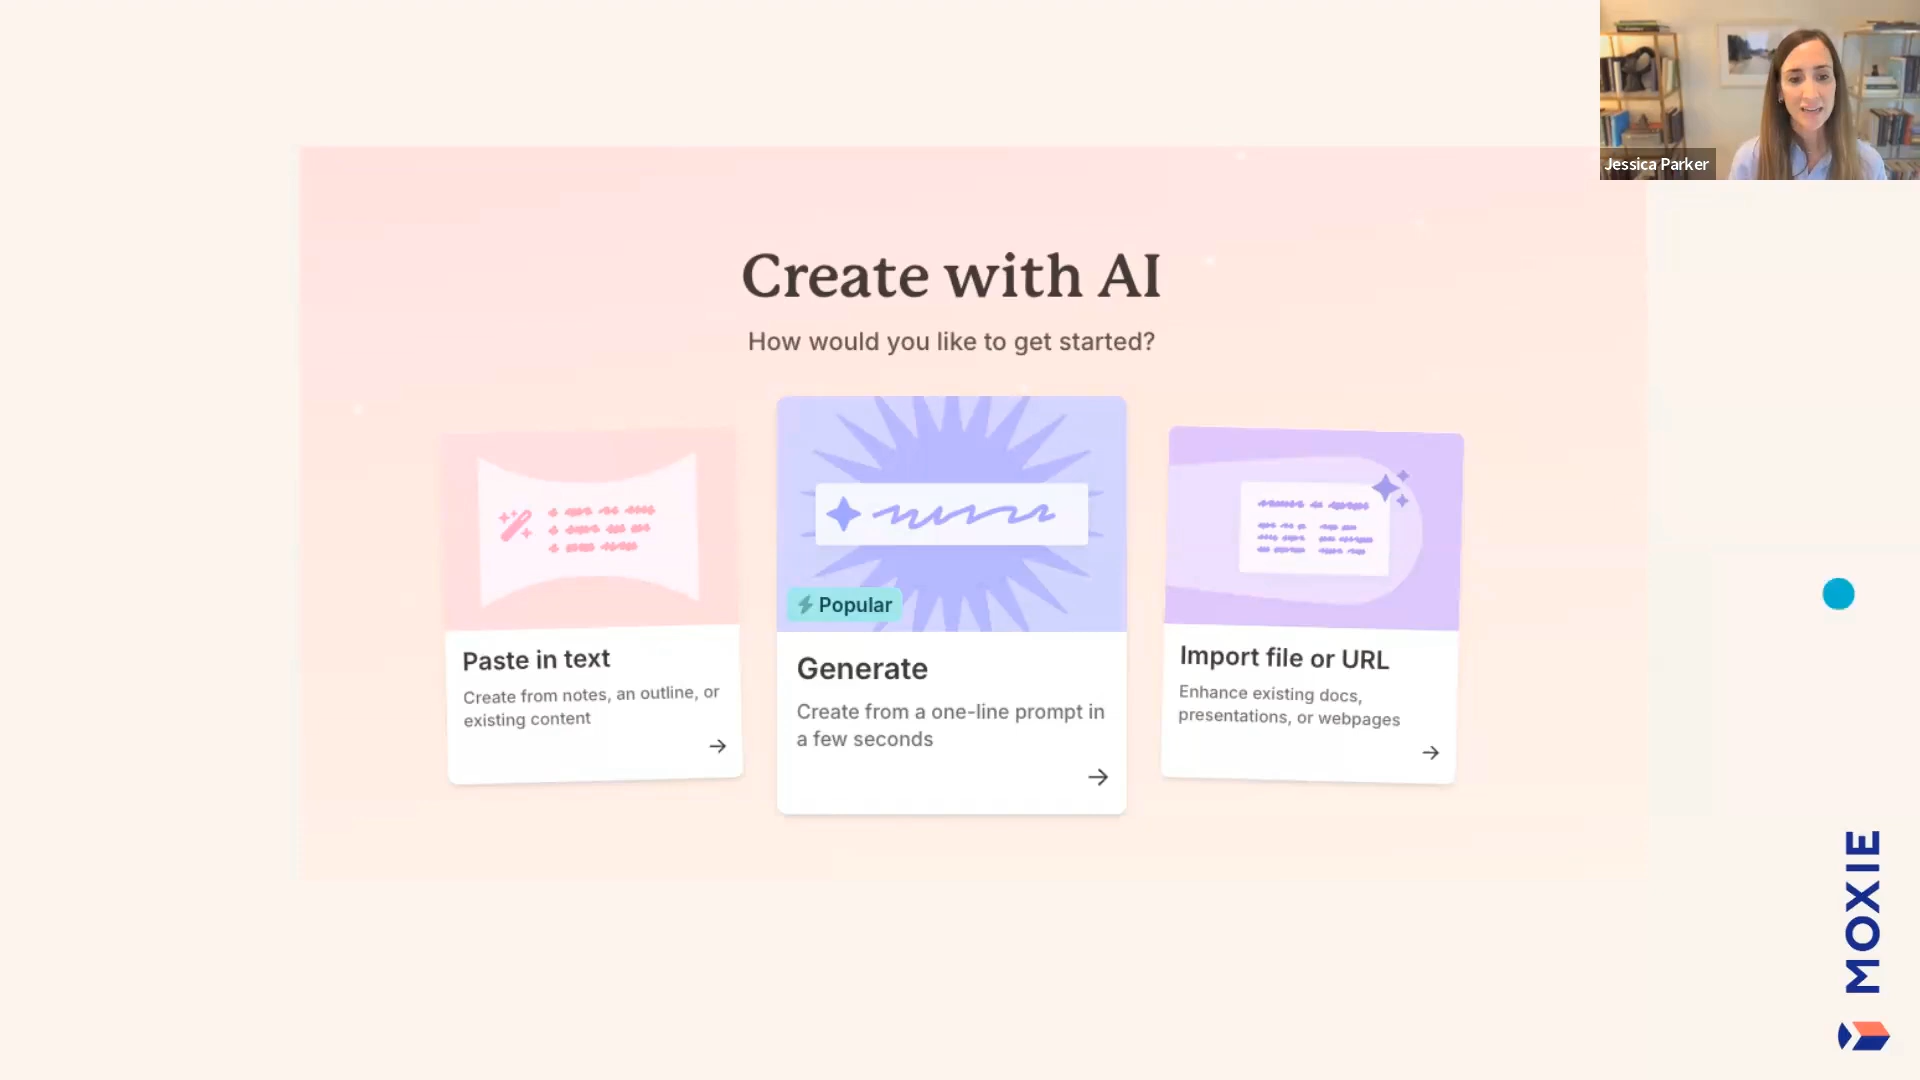 Jessica Parker
Create with AI
How would you like to get started?
Paste in text
Create from notes, an outline, or
existing content
Popular
Generate
Create from a one-line prompt in
a few seconds
Import file or URL
Enhance existing docs,
presentations, or webpages
MOXIE